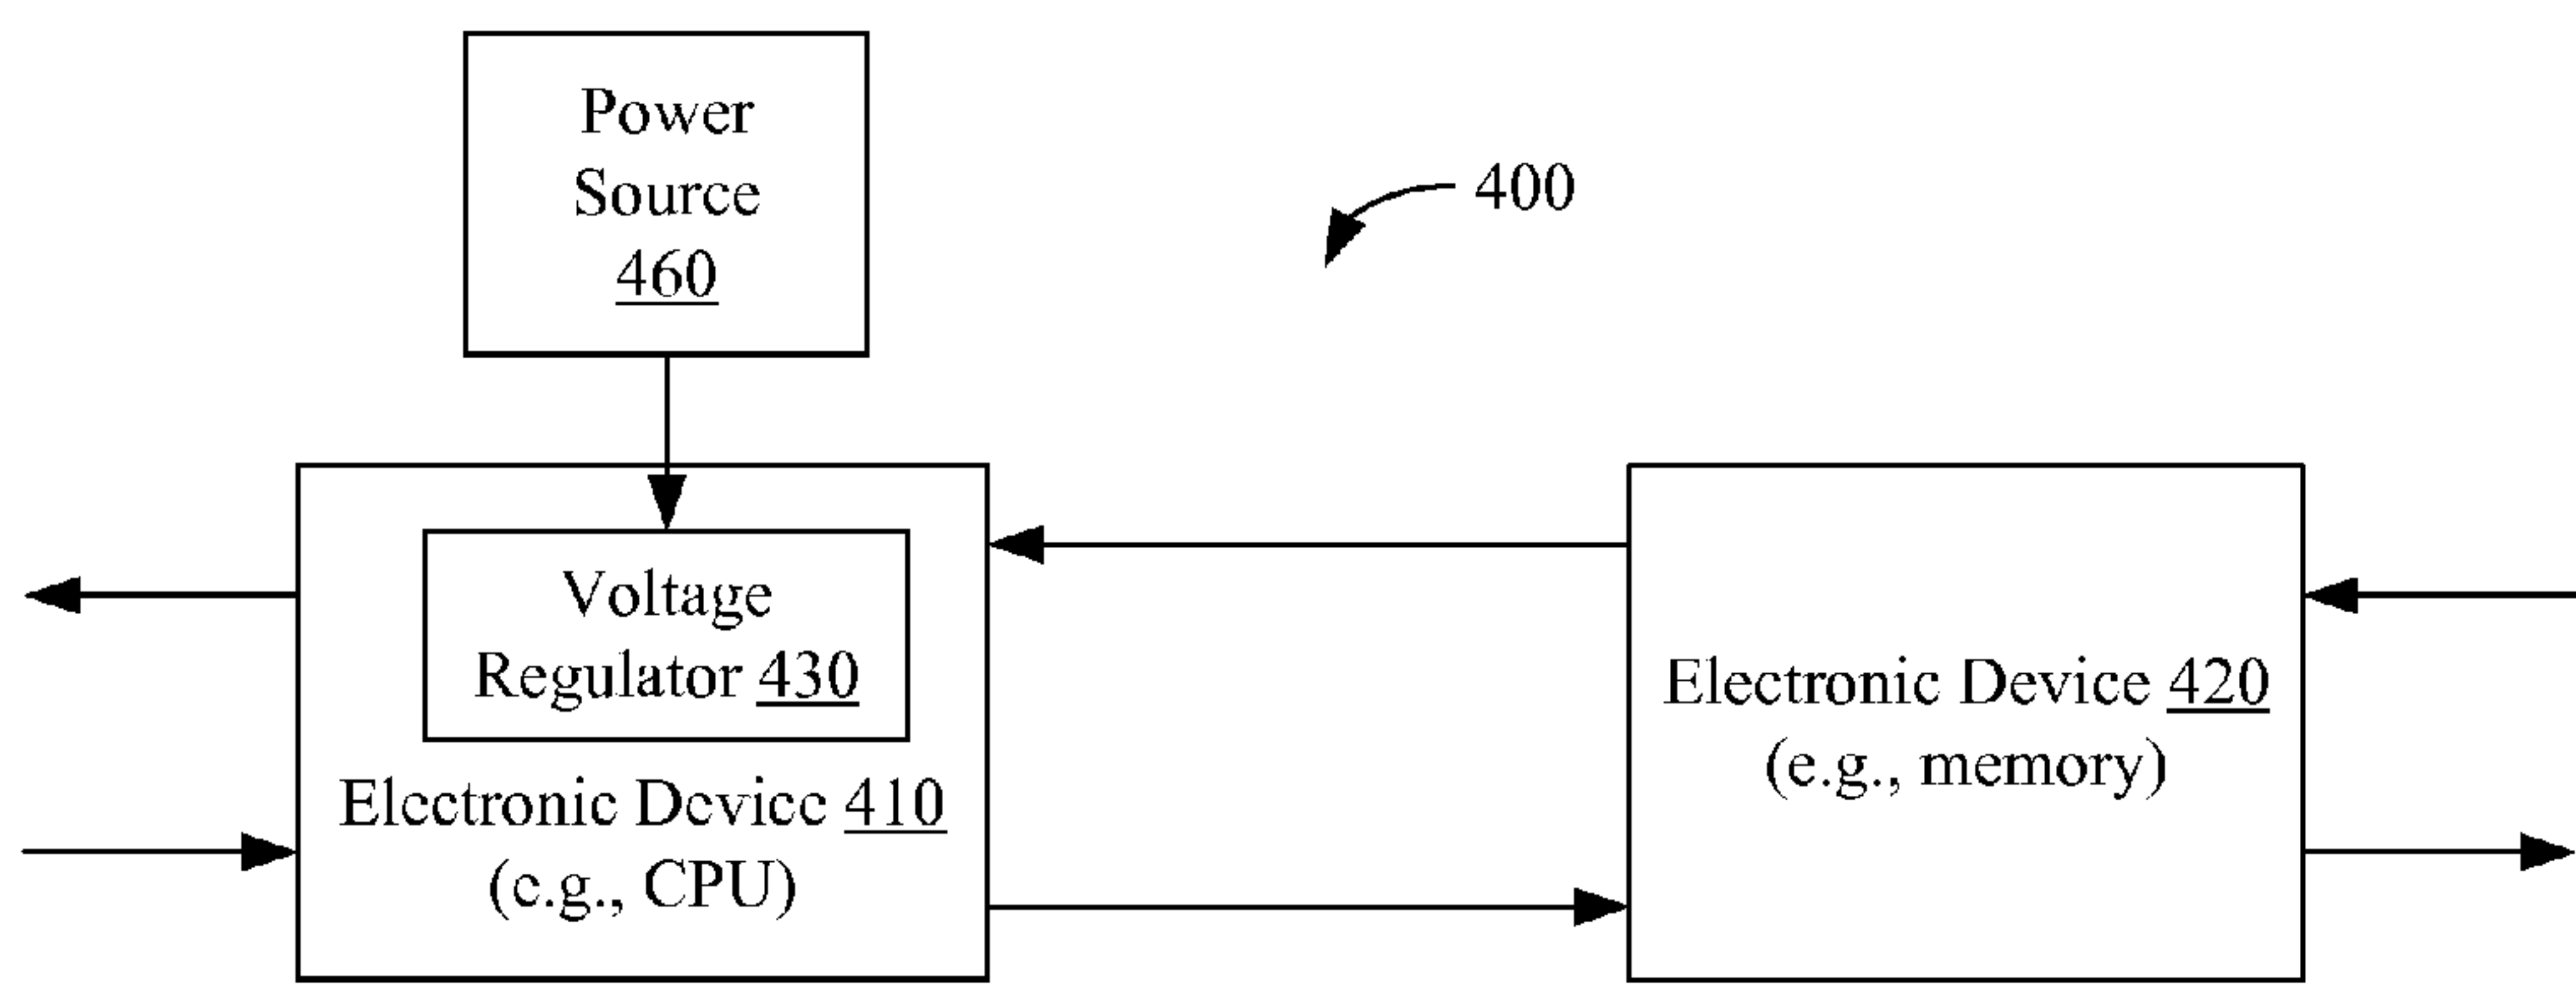 Power
Source
460
400
Voltage
Regulator 430
Electronic Device 410
(e.g., CPU)
Electronic Device 420
(e.g., memory)